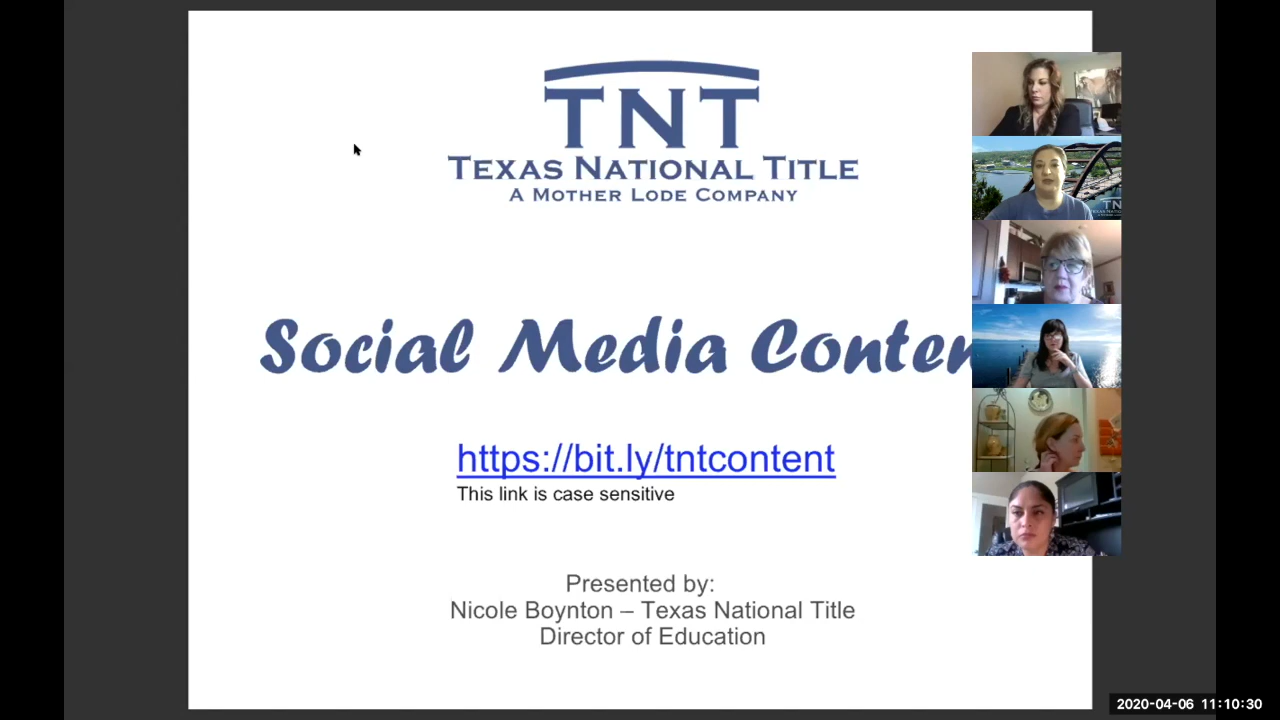 TNT
TEXAS NATIONAL TITLE
A MOTHER LODE COMPANY
Social Media Conten
https://bit.ly/tntcontent
This link is case sensitive
Presented by:
Nicole Boynton – Texas National Title
Director of Education
TNT
2020-04-06 11:10:30